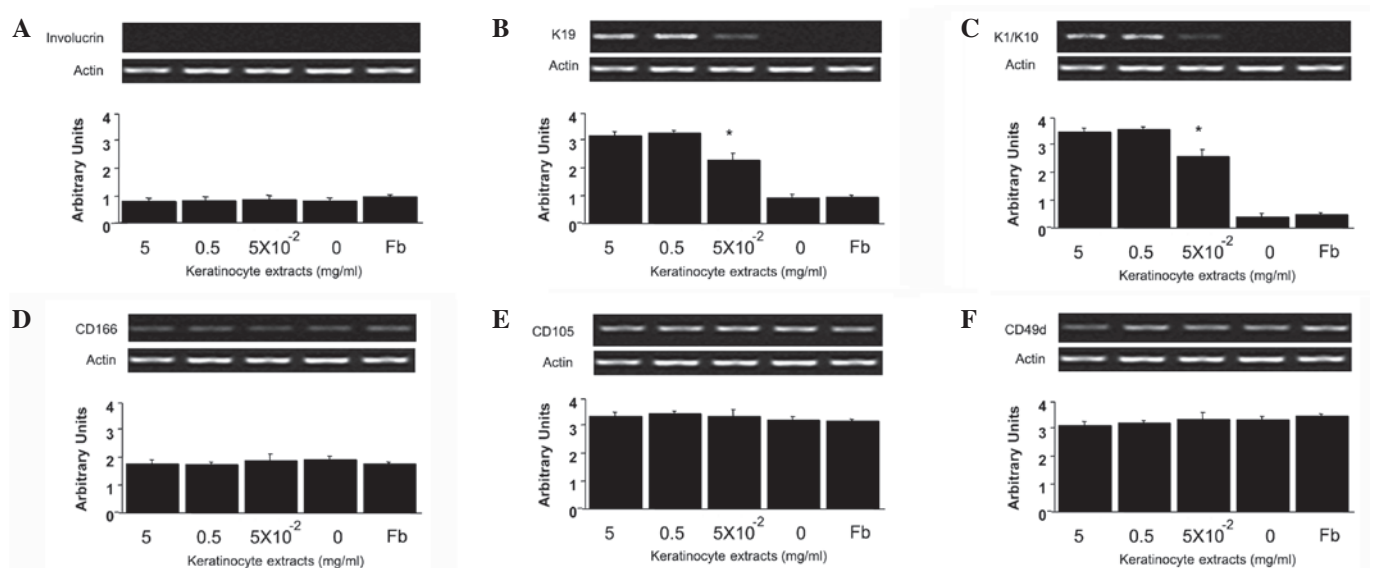 A
Involucrin
Actin
Arbitrary Units
4
3
2
1
0
5 0.5 5X10⁻² 0 Fb
Keratinocyte extracts (mg/ml)
B
K19
Actin
Arbitrary Units
4
3
2
1
0
*
5 0.5 5X10⁻² 0 Fb
Keratinocyte extracts (mg/ml)
C
K1/K10
Actin
Arbitrary Units
4
3
2
1
0
*
5 0.5 5X10⁻² 0 Fb
Keratinocyte extracts (mg/ml)
D
CD166
Actin
Arbitrary Units
4
3
2
1
0
5 0.5 5X10⁻² 0 Fb
Keratinocyte extracts (mg/ml)
E
CD105
Actin
Arbitrary Units
4
3
2
1
0
5 0.5 5X10⁻² 0 Fb
Keratinocyte extracts (mg/ml)
F
CD49d
Actin
Arbitrary Units
4
3
2
1
0
5 0.5 5X10⁻² 0 Fb
Keratinocyte extracts (mg/ml)